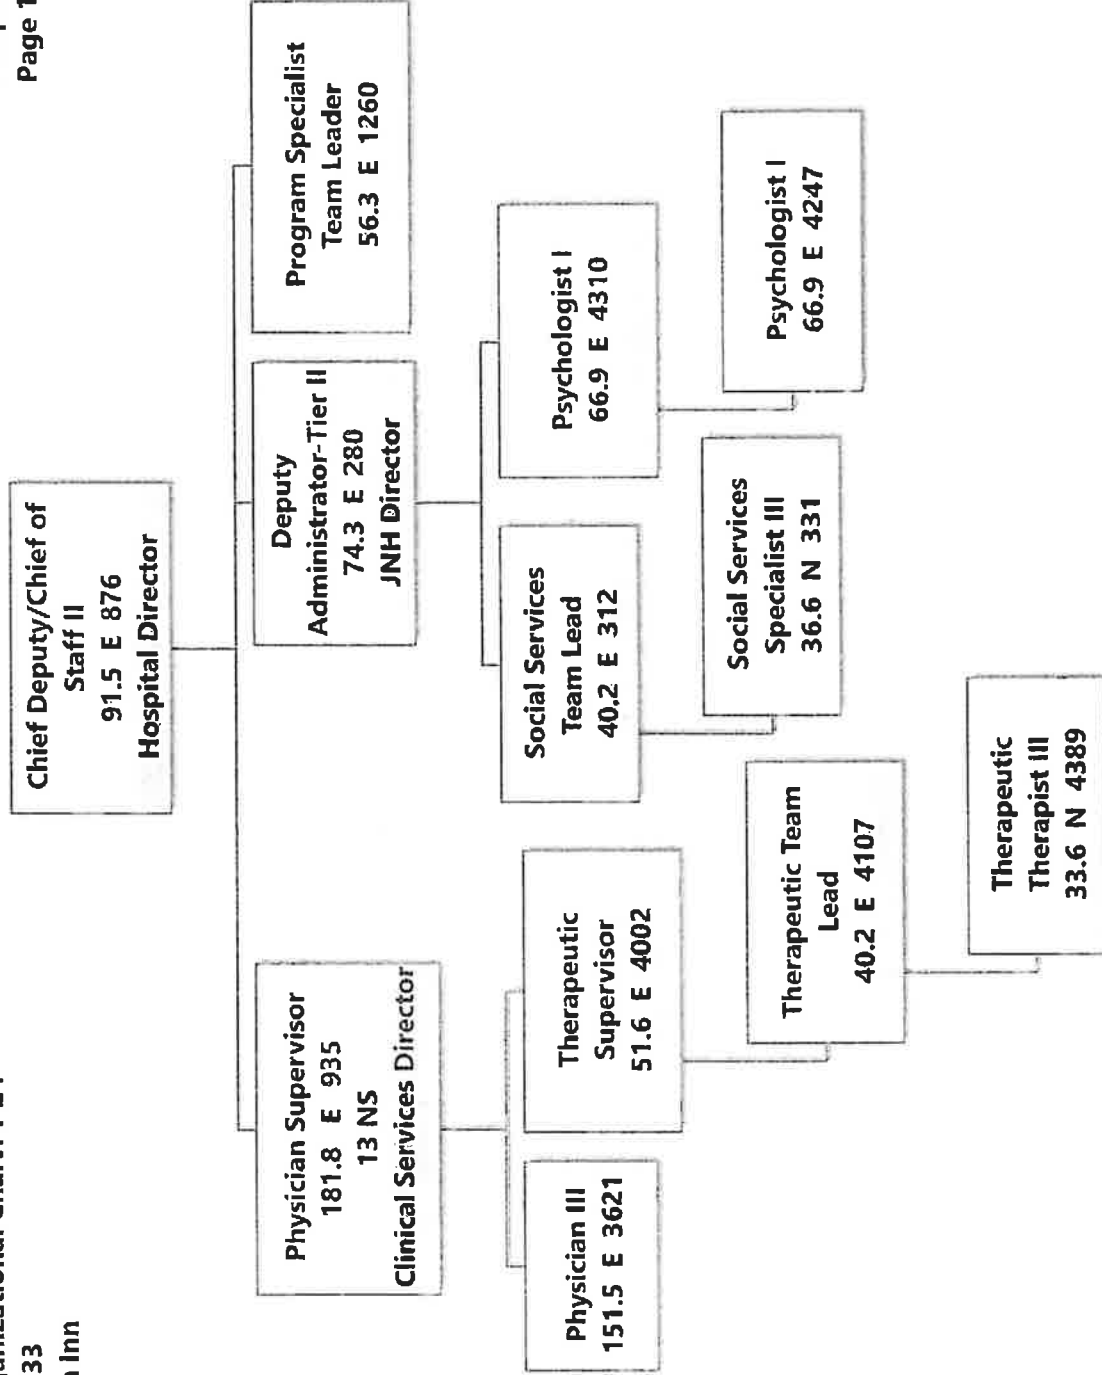 33
Inn
Page 1
Chief Deputy/Chief of
Staff II
91.5 E 876
Hospital Director
Physician Supervisor
181.8 E 935
13 NS
Clinical Services Director
Deputy
Administrator-Tier II
74.3 E 280
JNH Director
Program Specialist
Team Leader
56.3 E 1260
Physician III
151.5 E 3621
Therapeutic
Supervisor
51.6 E 4002
Social Services
Team Lead
40.2 E 312
Psychologist I
66.9 E 4310
Therapeutic Team
Lead
40.2 E 4107
Social Services
Specialist III
36.6 N 331
Psychologist I
66.9 E 4247
Therapeutic
Therapist III
33.6 N 4389